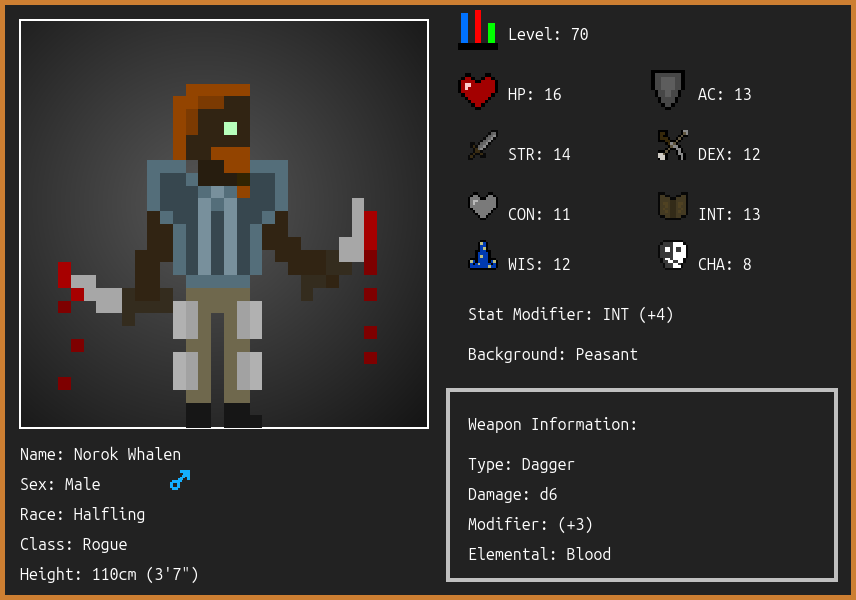 Level: 70
HP: 16
AC: 13
STR: 14
DEX: 12
CON: 11
INT: 13
WIS: 12
CHA: 8
Stat Modifier: INT (+4)
Background: Peasant
Weapon Information:
Type: Dagger
Damage: d6
Modifier: (+3)
Elemental: Blood
Name: Norok Whalen
Sex: Male
Race: Halfling
Class: Rogue
Height: 110cm (3'7")